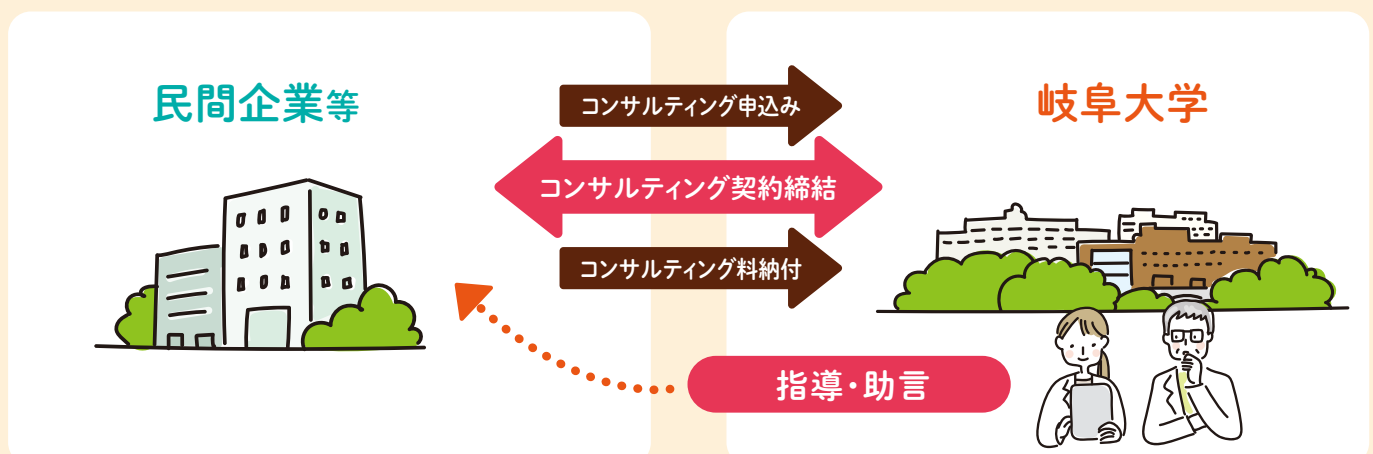 民間企業等
コンサルティング申込み
岐阜大学
コンサルティング契約締結
コンサルティング料納付
指導・助言